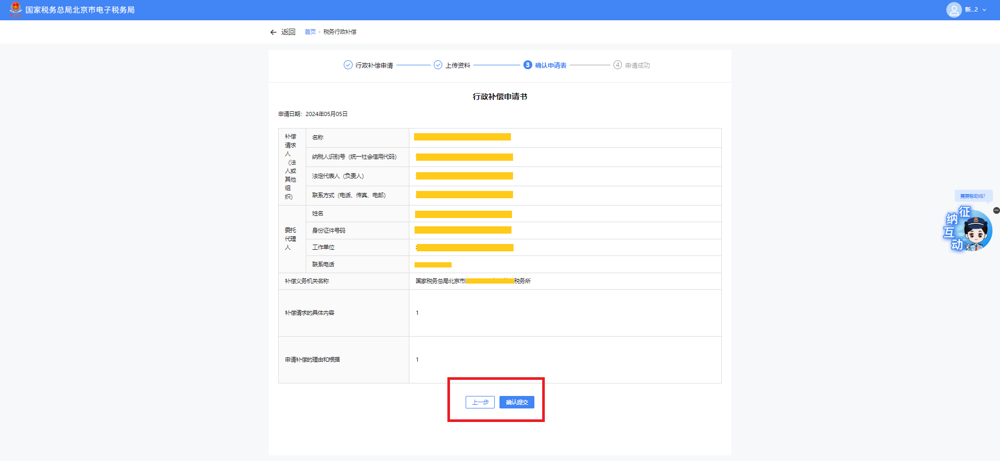 国家税务总局北京市电子税务局
新...2
返回 首页 › 税务行政补偿
行政补偿申请
上传资料
3 确认申请表
4 申请成功
行政补偿申请书
申请日期：2024年05月05日
补偿
请求
人
（法
人或
其他
组
织）
名称
纳税人识别号（统一社会信用代码）
法定代表人（负责人）
联系方式（电话、传真、电邮）
委托
代理
人
姓名
身份证件号码
工作单位
联系电话
补偿义务机关名称
国家税务总局北京市
税务所
补偿请求的具体内容
1
申请补偿的理由和根据
1
上一步
确认提交
需要帮助吗？
征
纳
互
动